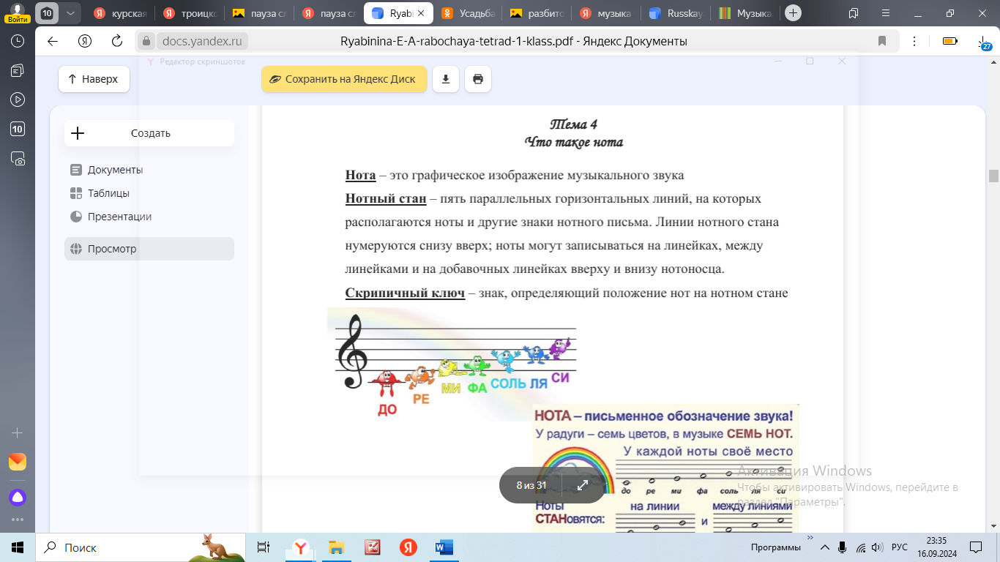 Войти
10
курская
троицко
пауза сл
пауза сл
Ryabi
Усадьба
разбито
музыка
Russkay
Музыка.
docs.yandex.ru
Ryabinina-E-A-rabochaya-tetrad-1-klass.pdf - Яндекс Документы
27
Редактор скриншотов
Наверх
Сохранить на Яндекс Диск
10
Создать
Документы
Таблицы
Презентации
Просмотр
Тема 4
Что такое нота
Нота – это графическое изображение музыкального звука
Нотный стан – пять параллельных горизонтальных линий, на которых
располагаются ноты и другие знаки нотного письма. Линии нотного стана
нумеруются снизу вверх; ноты могут записываться на линейках, между
линейками и на добавочных линейках вверху и внизу нотоносца.
Скрипичный ключ – знак, определяющий положение нот на нотном стане
ДО РЕ МИ ФА СОЛЬ ЛЯ СИ
НОТА – письменное обозначение звука!
У радуги – семь цветов, в музыке СЕМЬ НОТ.
У каждой ноты своё место
до ре ми фа соль ля си
Ноты на линии между линиями
СТАНовятся: и
8 из 31
Активация Windows
Чтобы активировать Windows, перейдите в
раздел "Параметры".
Поиск
Программы
РУС
23:35
16.09.2024